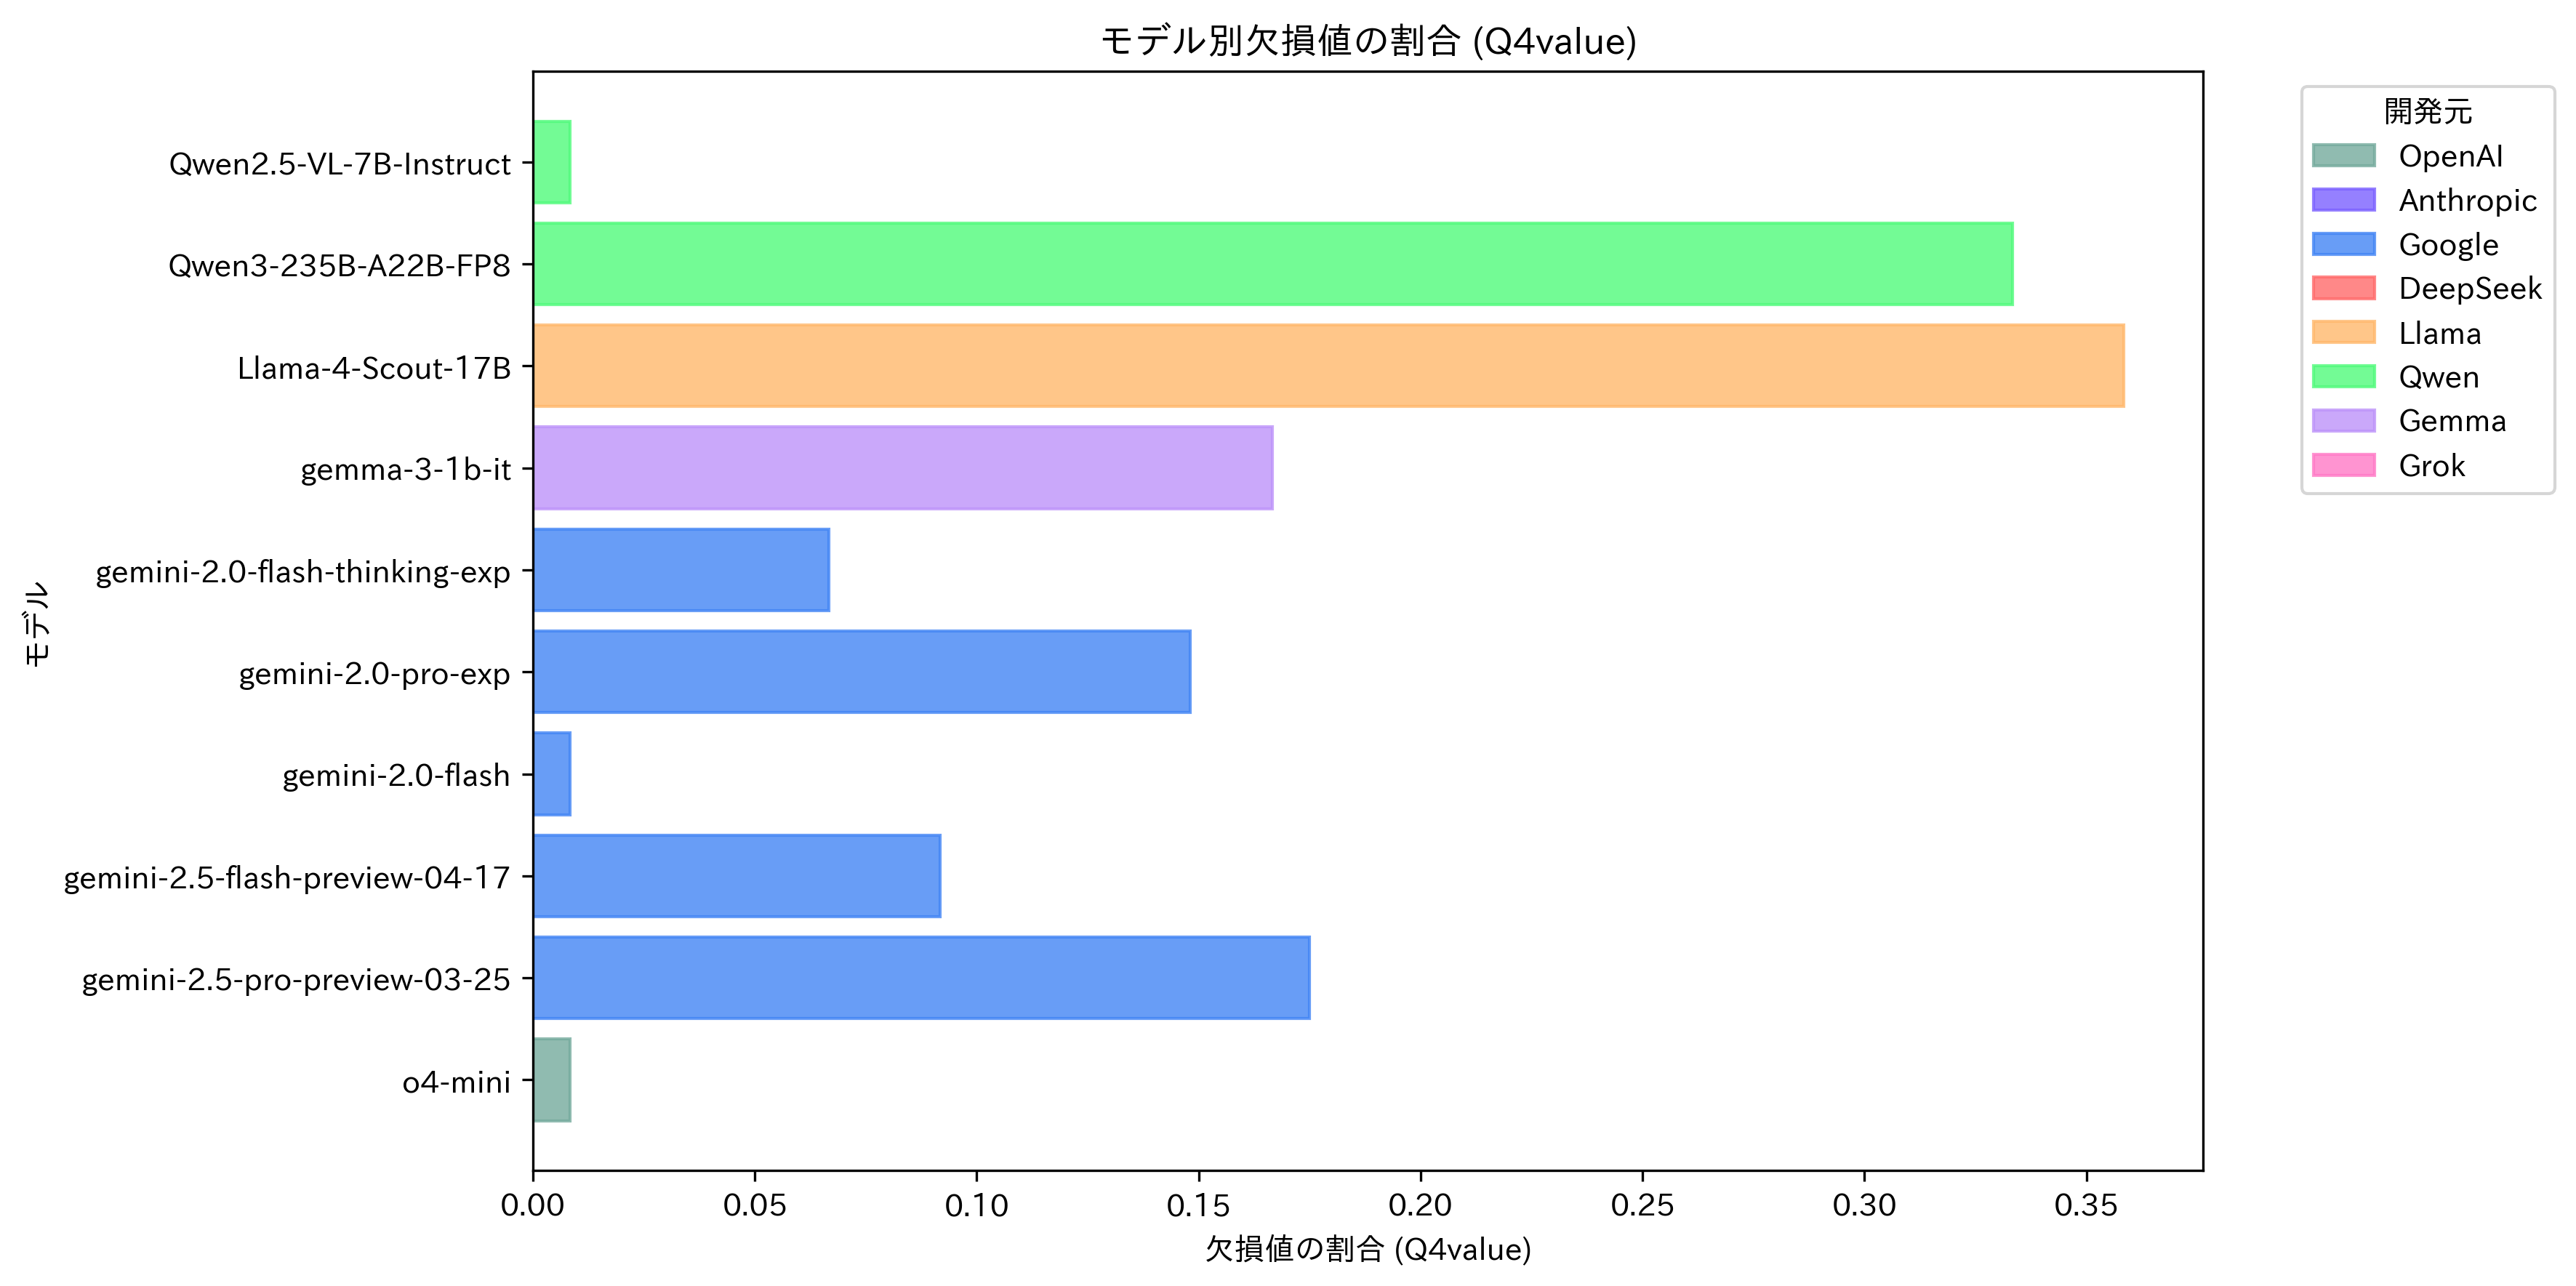 モデル別欠損値の割合 (Q4value)
モデル
Qwen2.5-VL-7B-Instruct
Qwen3-235B-A22B-FP8
Llama-4-Scout-17B
gemma-3-1b-it
gemini-2.0-flash-thinking-exp
gemini-2.0-pro-exp
gemini-2.0-flash
gemini-2.5-flash-preview-04-17
gemini-2.5-pro-preview-03-25
o4-mini
0.00 0.05 0.10 0.15 0.20 0.25 0.30 0.35
欠損値の割合 (Q4value)
開発元
OpenAI
Anthropic
Google
DeepSeek
Llama
Qwen
Gemma
Grok